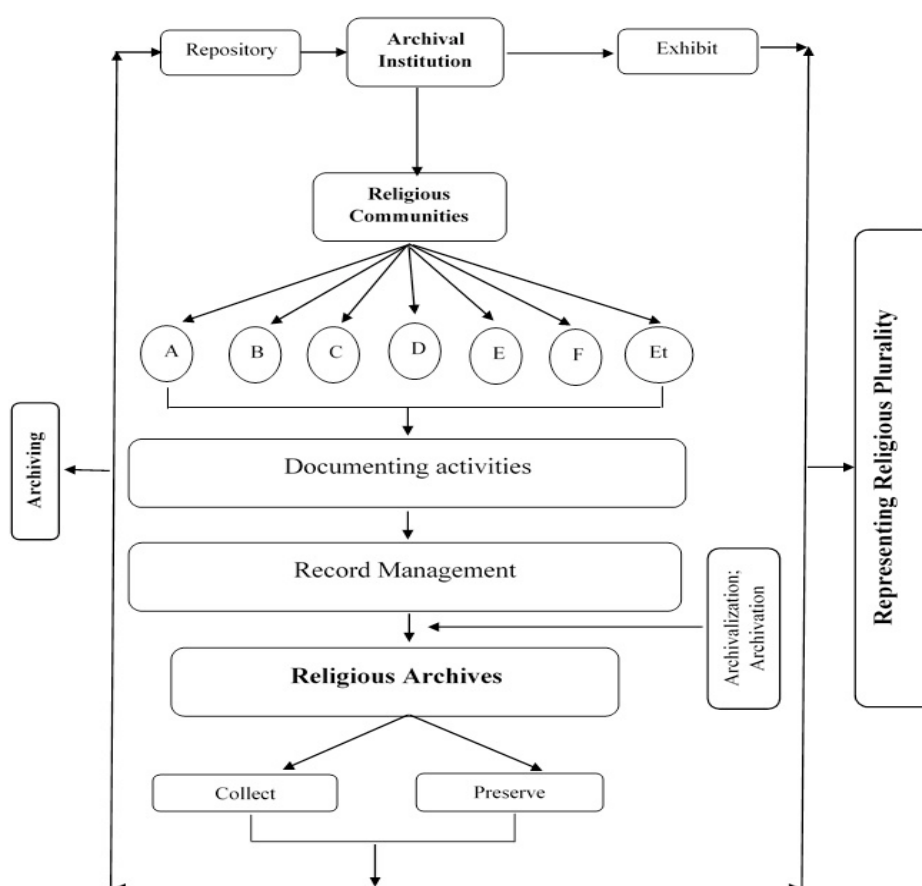 Repository
Archival
Institution
Exhibit
Religious
Communities
A
B
C
D
E
F
Et
Archiving
Documenting activities
Record Management
Archivalization;
Archivation
Religious Archives
Collect
Preserve
Representing Religious Plurality